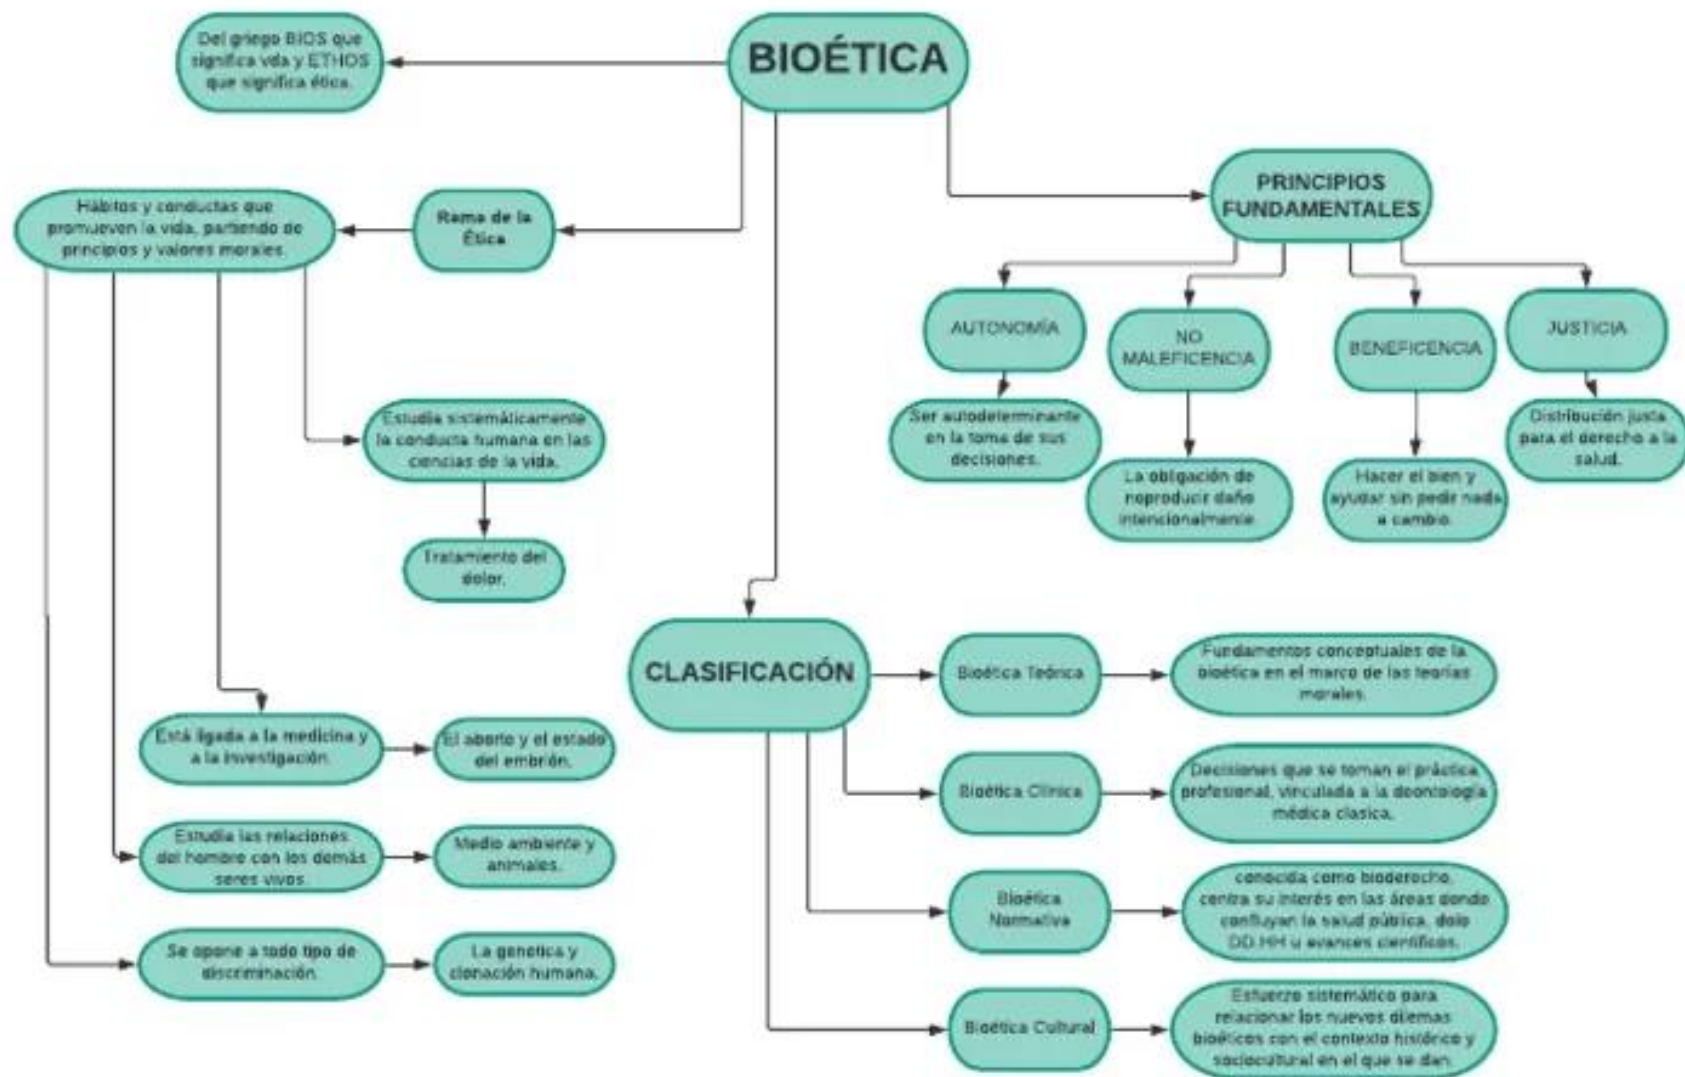 BIOÉTICA
Del griego BIOS que
significa vda y ETHOS
que significa ética.
Rama de la
Ética
Hábitos y conductas que
promueven la vida, partiendo de
principios y valores morales.
Estudia sistemáticamente
la conducta humana en las
ciencias de la vida.
Tratamiento del
dolor.
Está ligada a la medicina y
a la investigación.
El aborto y el estado
del embrión.
Estudia las relaciones
del hombre con los demás
seres vivos.
Medio ambiente y
animales.
Se opone a todo tipo de
discriminación.
La genética y
clonación humana.
PRINCIPIOS
FUNDAMENTALES
AUTONOMÍA
Ser autodeterminante
en la toma de sus
decisiones.
NO
MALEFICENCIA
La obligación de
noproducir daño
intencionalmente
BENEFICENCIA
Hacer el bien y
ayudar sin pedir nada
a cambio.
JUSTICIA
Distribución justa
para el derecho a la
salud.
CLASIFICACIÓN
Bioética Teórica
Fundamentos conceptuales de la
bioética en el marco de las teorías
morales.
Bioética Clínica
Decisiones que se toman el práctica
profesional, vinculada a la deontología
médica clasica.
Bioética
Normativa
conocida como bioderecho,
centra su interés en las áreas donde
confluyan la salud pública,
DD.HH u avances científicos.
Bioética Cultural
Esfuerzo sistemático para
relacionar los nuevos dilemas
bioéticos con el contexto histórico y
sociocultural en el que se dan.